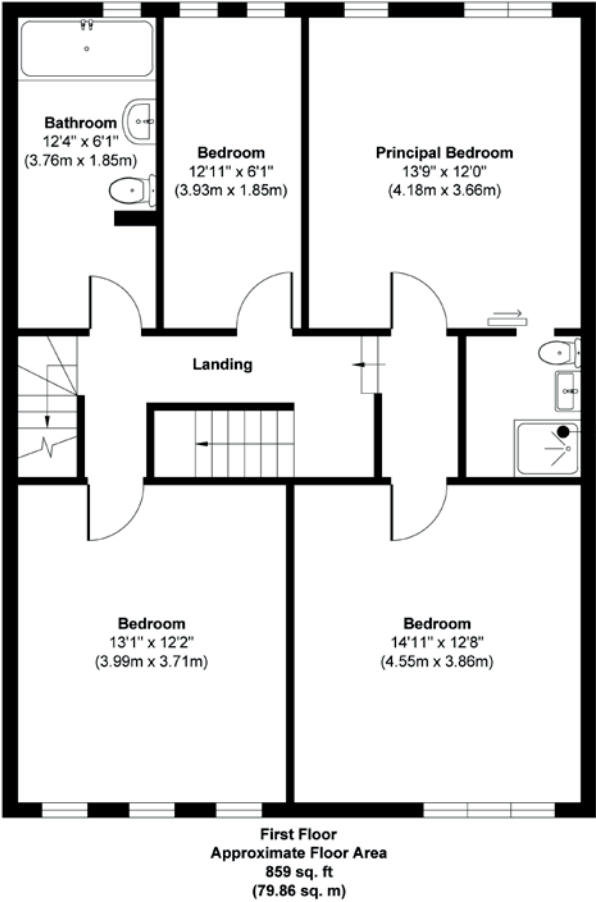 Bathroom
12'4" x 6'1"
(3.76m x 1.85m)
Bedroom
12'11" x 6'1"
(3.93m x 1.85m)
Principal Bedroom
13'9" x 12'0"
(4.18m x 3.66m)
Landing
Bedroom
13'1" x 12'2"
(3.99m x 3.71m)
Bedroom
14'11" x 12'8"
(4.55m x 3.86m)
First Floor
Approximate Floor Area
859 sq. ft
(79.86 sq. m)